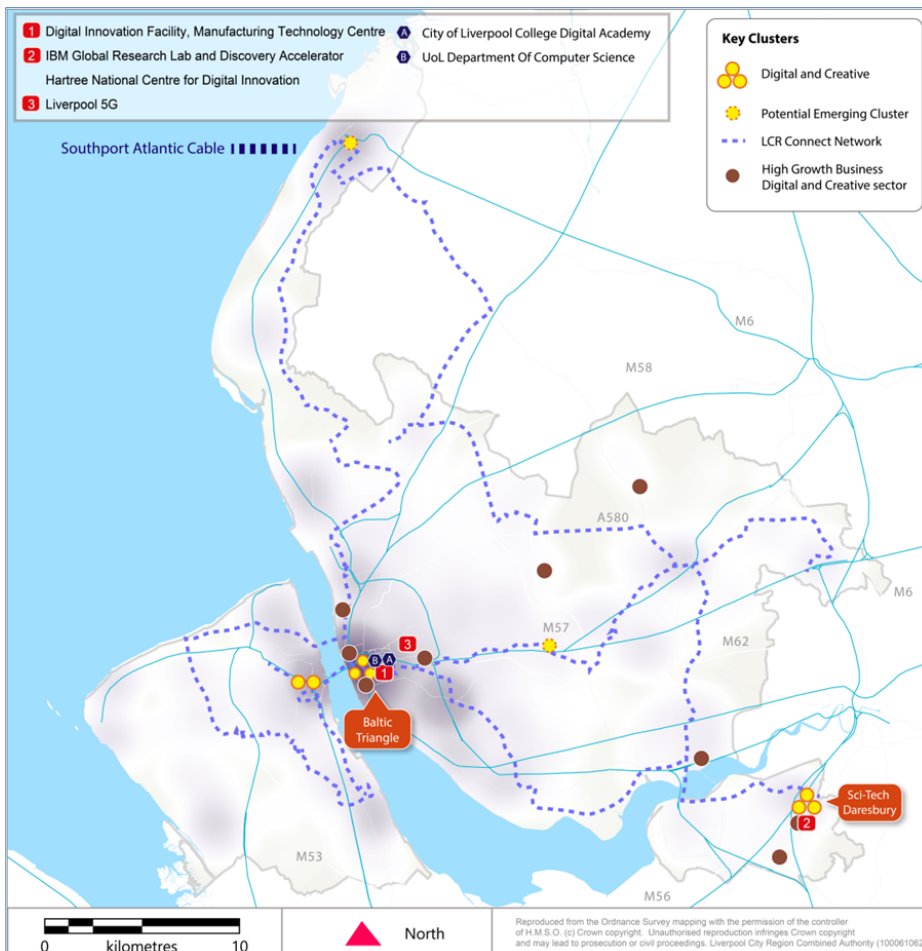 1 Digital Innovation Facility, Manufacturing Technology Centre
2 IBM Global Research Lab and Discovery Accelerator
Hartree National Centre for Digital Innovation
3 Liverpool 5G
A City of Liverpool College Digital Academy
B UoL Department Of Computer Science
Key Clusters
Digital and Creative
Potential Emerging Cluster
LCR Connect Network
High Growth Business
Digital and Creative sector
Southport Atlantic Cable
M6
M58
A580
M6
M57
M62
3
B A
1
Baltic
Triangle
Sci-Tech
Daresbury
2
M53
M56
0 kilometres 10
North
Reproduced from the Ordnance Survey mapping with the permission of the controller
of H.M.S.O. (c) Crown copyright. Unauthorised reproduction infringes Crown copyright
and may lead to prosecution or civil proceedings. Liverpool City Region Combined Authority